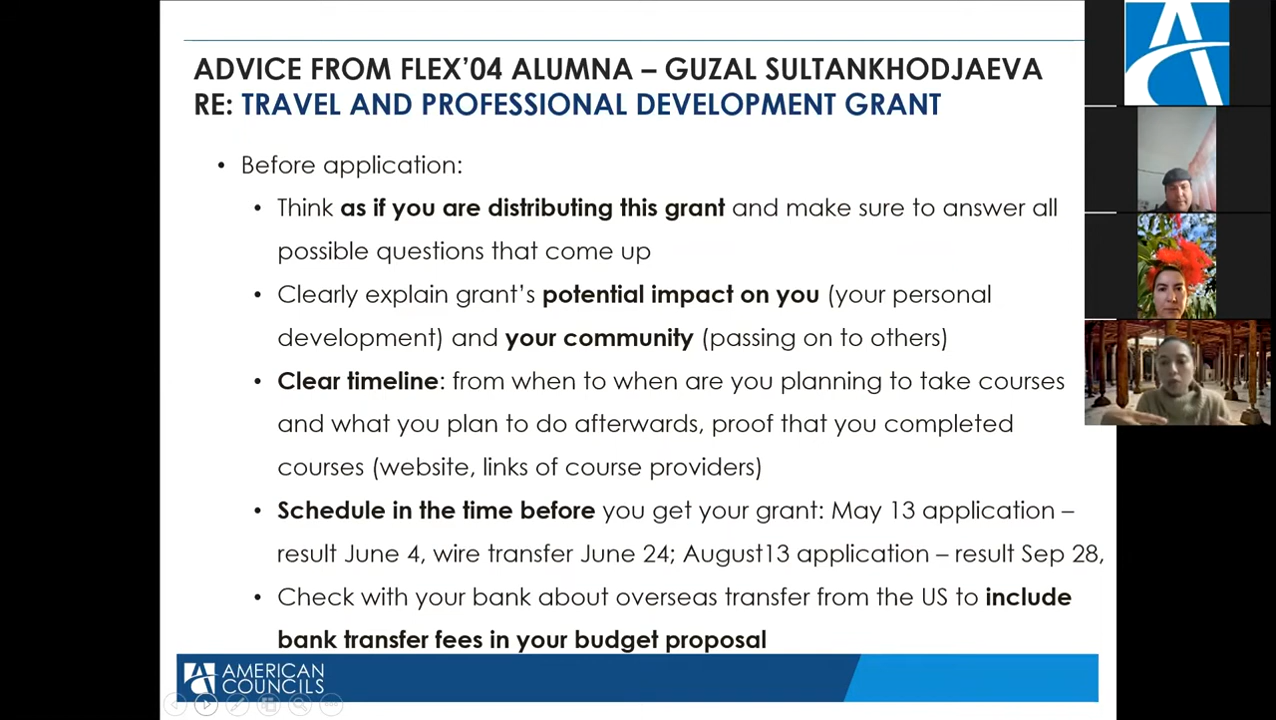 ADVICE FROM FLEX'04 ALUMNA – GUZAL SULTANKHODJAEVA
RE: TRAVEL AND PROFESSIONAL DEVELOPMENT GRANT
• Before application:
• Think as if you are distributing this grant and make sure to answer all
possible questions that come up
• Clearly explain grant's potential impact on you (your personal
development) and your community (passing on to others)
• Clear timeline: from when to when are you planning to take courses
and what you plan to do afterwards, proof that you completed
courses (website, links of course providers)
• Schedule in the time before you get your grant: May 13 application –
result June 4, wire transfer June 24; August13 application – result Sep 28,
• Check with your bank about overseas transfer from the US to include
bank transfer fees in your budget proposal
AMERICAN
COUNCILS